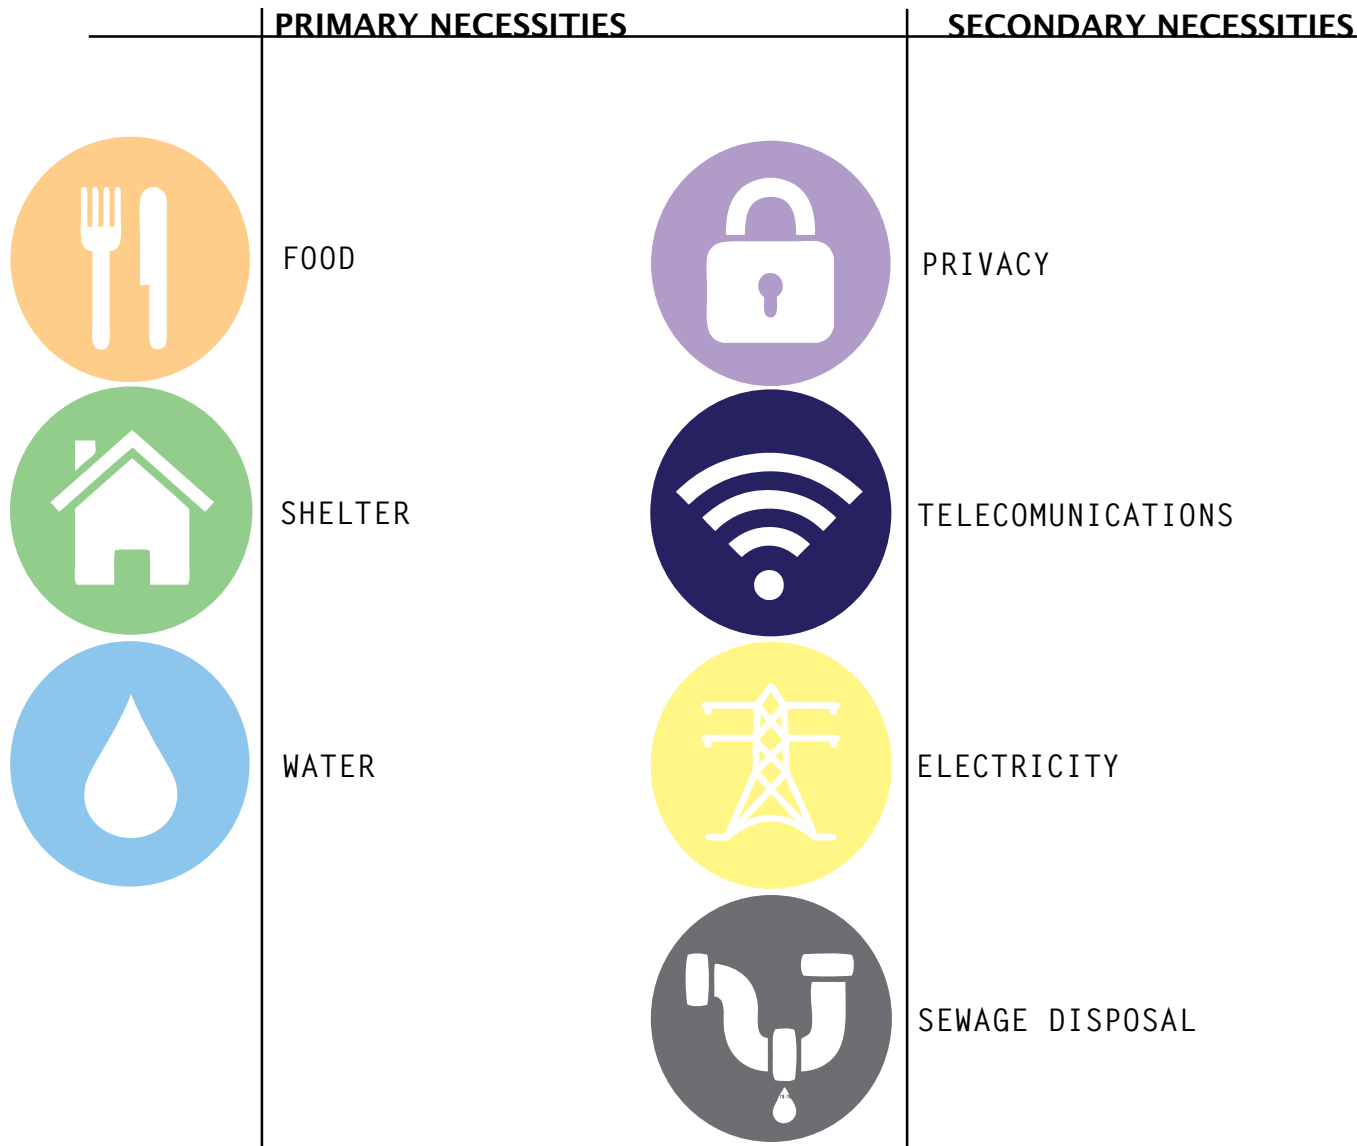 PRIMARY NECESSITIES
SECONDARY NECESSITIES
FOOD
PRIVACY
SHELTER
TELECOMUNICATIONS
WATER
ELECTRICITY
SEWAGE DISPOSAL